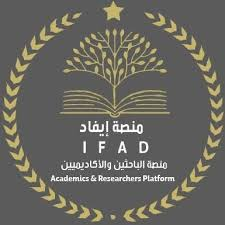 منصة إيفاد
IFAD
منصة الباحثين والأكاديميين
Academics & Researchers Platform